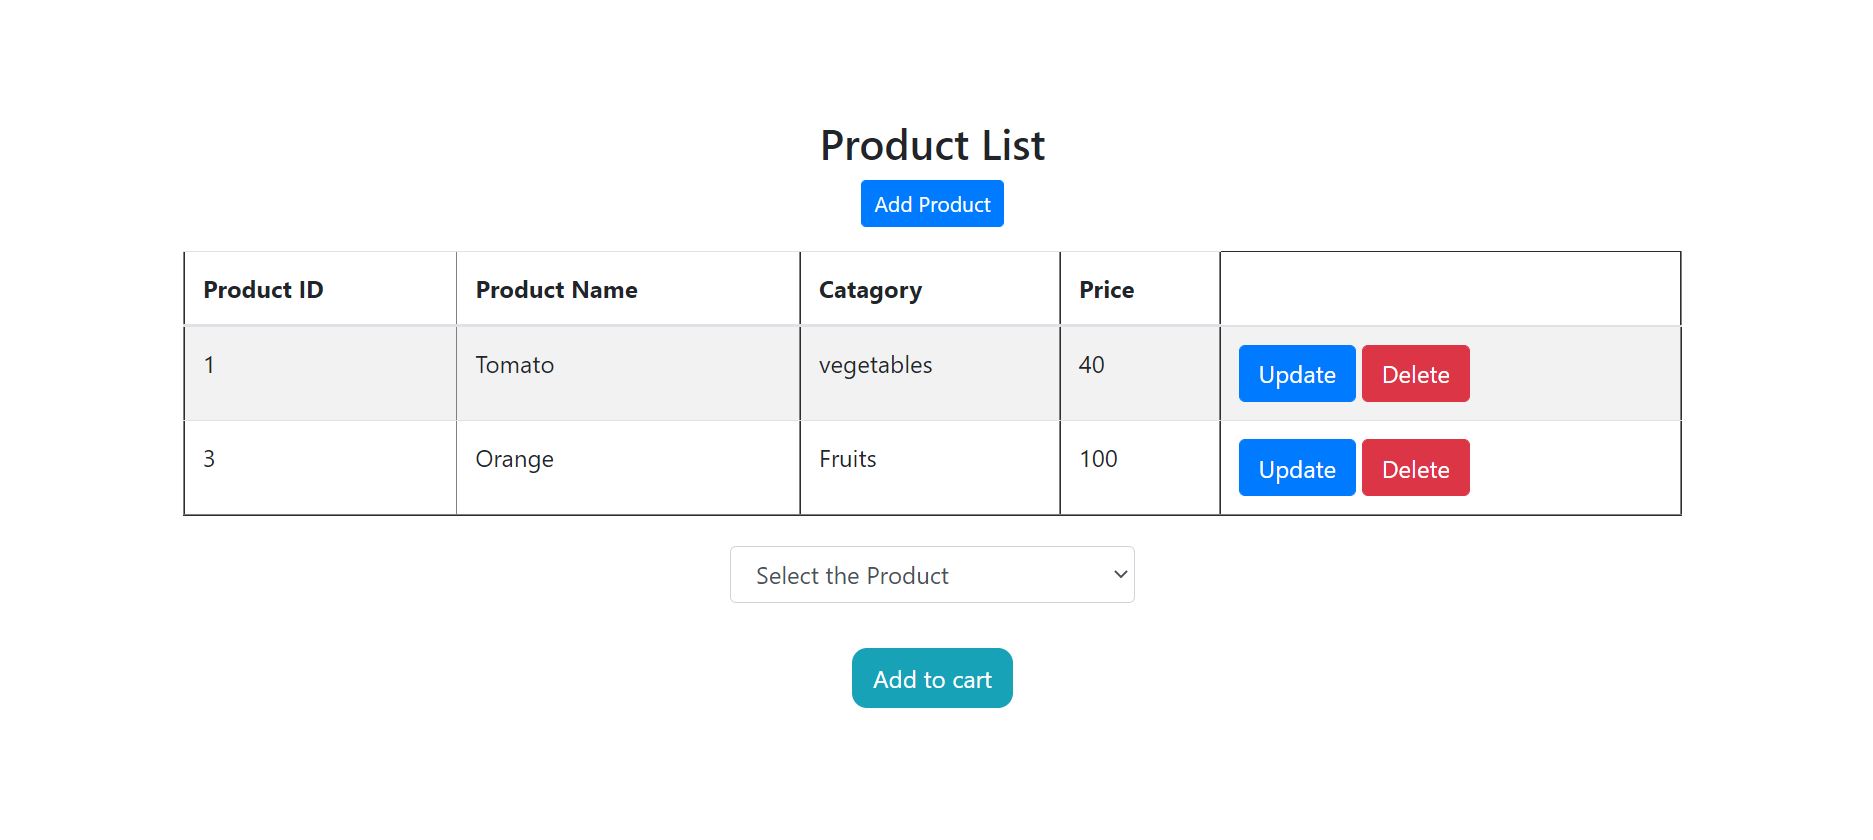 Product List
Add Product
Product ID Product Name Catagory Price
1 Tomato vegetables 40 Update Delete
3 Orange Fruits 100 Update Delete
Select the Product
Add to cart